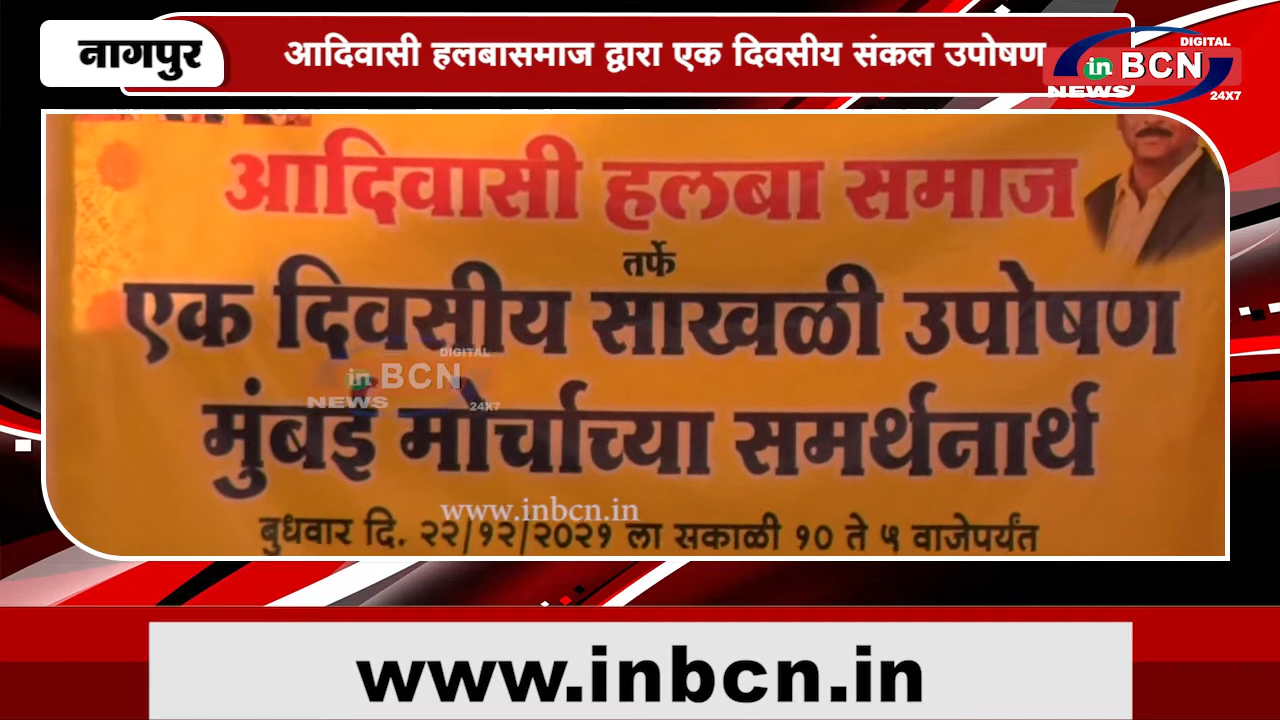 नागपुर
आदिवासी हलबासमाज द्वारा एक दिवसीय संकल उपोषण
DIGITAL
in BCN
NEWS
24X7
आदिवासी हलबा समाज
तर्फे
एक दिवसीय साखळी उपोषण
DIGITAL
in BCN
NEWS
24X7
मुंबई मोर्चाच्या समर्थनार्थ
www.inbcn.in
बुधवार दि. २२/१२/२०२१ ला सकाळी १० ते ५ वाजेपर्यंत
www.inbcn.in